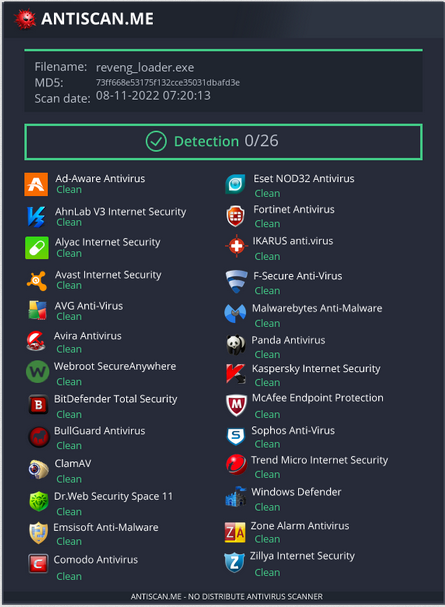 ANTISCAN.ME
Filename: reveng_loader.exe
MD5: 73ff668e53175f132cce35031dbafd3e
Scan date: 08-11-2022 07:20:13
Detection 0/26
Ad-Aware Antivirus
Clean
AhnLab V3 Internet Security
Clean
Alyac Internet Security
Clean
Avast Internet Security
Clean
AVG Anti-Virus
Clean
Avira Antivirus
Clean
Webroot SecureAnywhere
Clean
BitDefender Total Security
Clean
BullGuard Antivirus
Clean
ClamAV
Clean
Dr.Web Security Space 11
Clean
Emsisoft Anti-Malware
Clean
Comodo Antivirus
Clean
Eset NOD32 Antivirus
Clean
Fortinet Antivirus
Clean
IKARUS anti.virus
Clean
F-Secure Anti-Virus
Clean
Malwarebytes Anti-Malware
Clean
Panda Antivirus
Clean
Kaspersky Internet Security
Clean
McAfee Endpoint Protection
Clean
Sophos Anti-Virus
Clean
Trend Micro Internet Security
Clean
Windows Defender
Clean
Zone Alarm Antivirus
Clean
Zillya Internet Security
Clean
ANTISCAN.ME - NO DISTRIBUTE ANTIVIRUS SCANNER